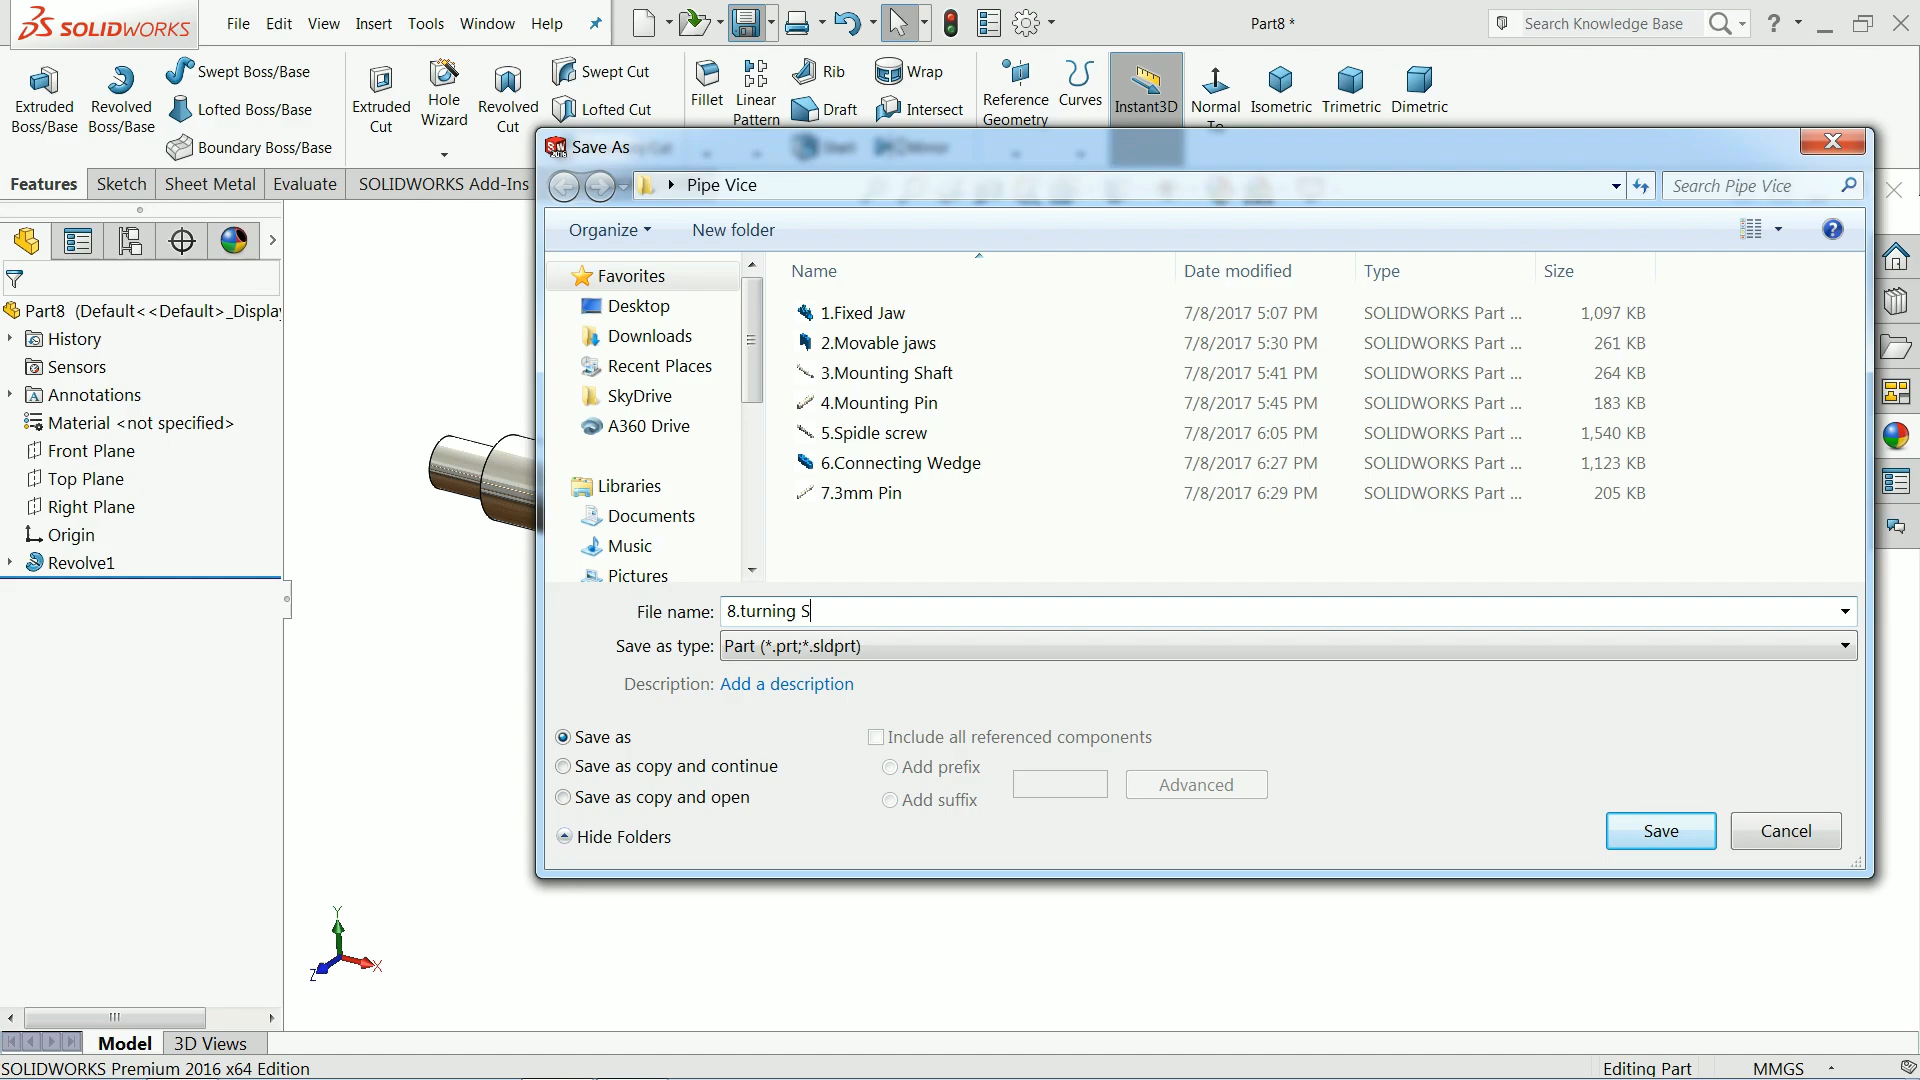 SOLIDWORKS File Edit View Insert Tools Window Help Part8 * Search Knowledge Base ?
Extruded Boss/Base
Revolved Boss/Base
Swept Boss/Base
Lofted Boss/Base
Boundary Boss/Base
Extruded Cut
Hole Wizard
Revolved Cut
Swept Cut
Lofted Cut
Fillet
Linear Pattern
Rib
Draft
Wrap
Intersect
Reference Geometry
Curves
Instant3D
Normal To
Isometric
Trimetric
Dimetric
Features Sketch Sheet Metal Evaluate SOLIDWORKS Add-Ins
Part8 (Default<<Default>_Display
History
Sensors
Annotations
Material <not specified>
Front Plane
Top Plane
Right Plane
Origin
Revolve1
Save As
Pipe Vice Search Pipe Vice
Organize New folder
Favorites
Desktop
Downloads
Recent Places
SkyDrive
A360 Drive
Libraries
Documents
Music
Pictures
Name Date modified Type Size
1.Fixed Jaw 7/8/2017 5:07 PM SOLIDWORKS Part ... 1,097 KB
2.Movable jaws 7/8/2017 5:30 PM SOLIDWORKS Part ... 261 KB
3.Mounting Shaft 7/8/2017 5:41 PM SOLIDWORKS Part ... 264 KB
4.Mounting Pin 7/8/2017 5:45 PM SOLIDWORKS Part ... 183 KB
5.Spidle screw 7/8/2017 6:05 PM SOLIDWORKS Part ... 1,540 KB
6.Connecting Wedge 7/8/2017 6:27 PM SOLIDWORKS Part ... 1,123 KB
7.3mm Pin 7/8/2017 6:29 PM SOLIDWORKS Part ... 205 KB
File name: 8.turning S
Save as type: Part (*.prt;*.sldprt)
Description: Add a description
Save as
Save as copy and continue
Save as copy and open
Include all referenced components
Add prefix
Add suffix
Advanced
Hide Folders
Save Cancel
Y
X
Z
Model 3D Views
SOLIDWORKS Premium 2016 x64 Edition Editing Part MMGS